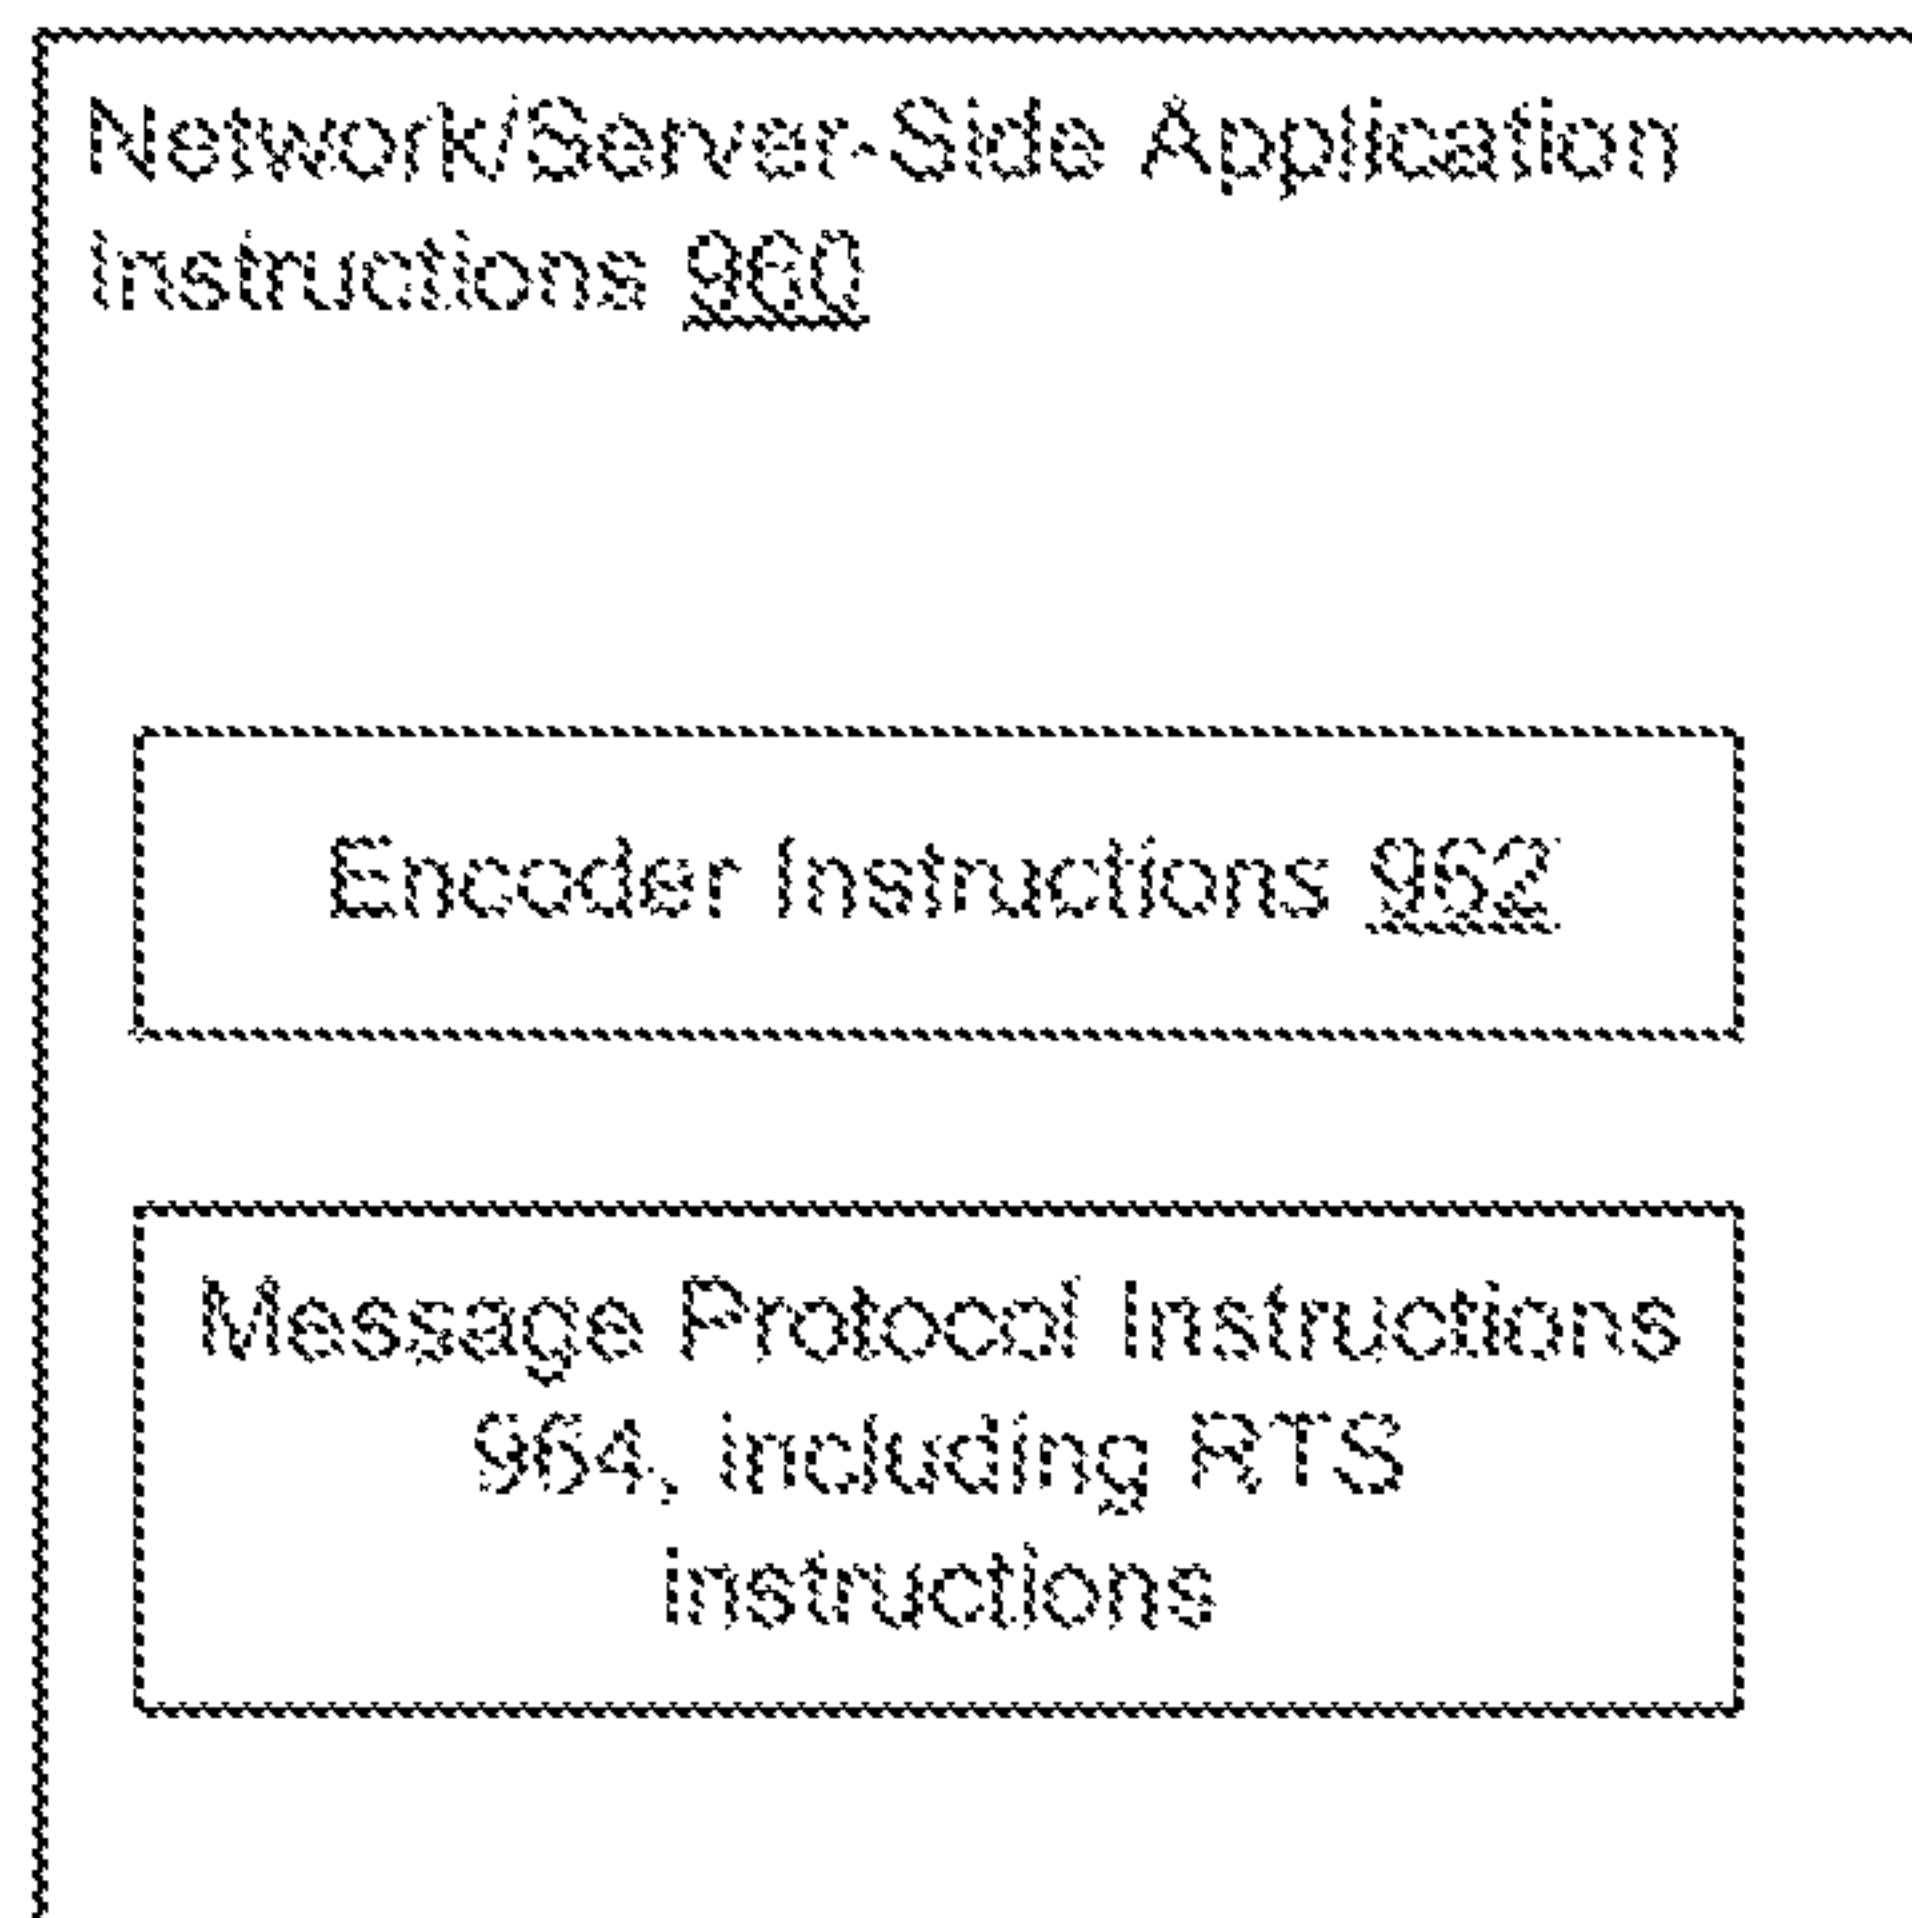 Network/Server-Side Application
Instructions 960
Encoder Instructions 962
Message Protocol Instructions
964, including RTS
instructions